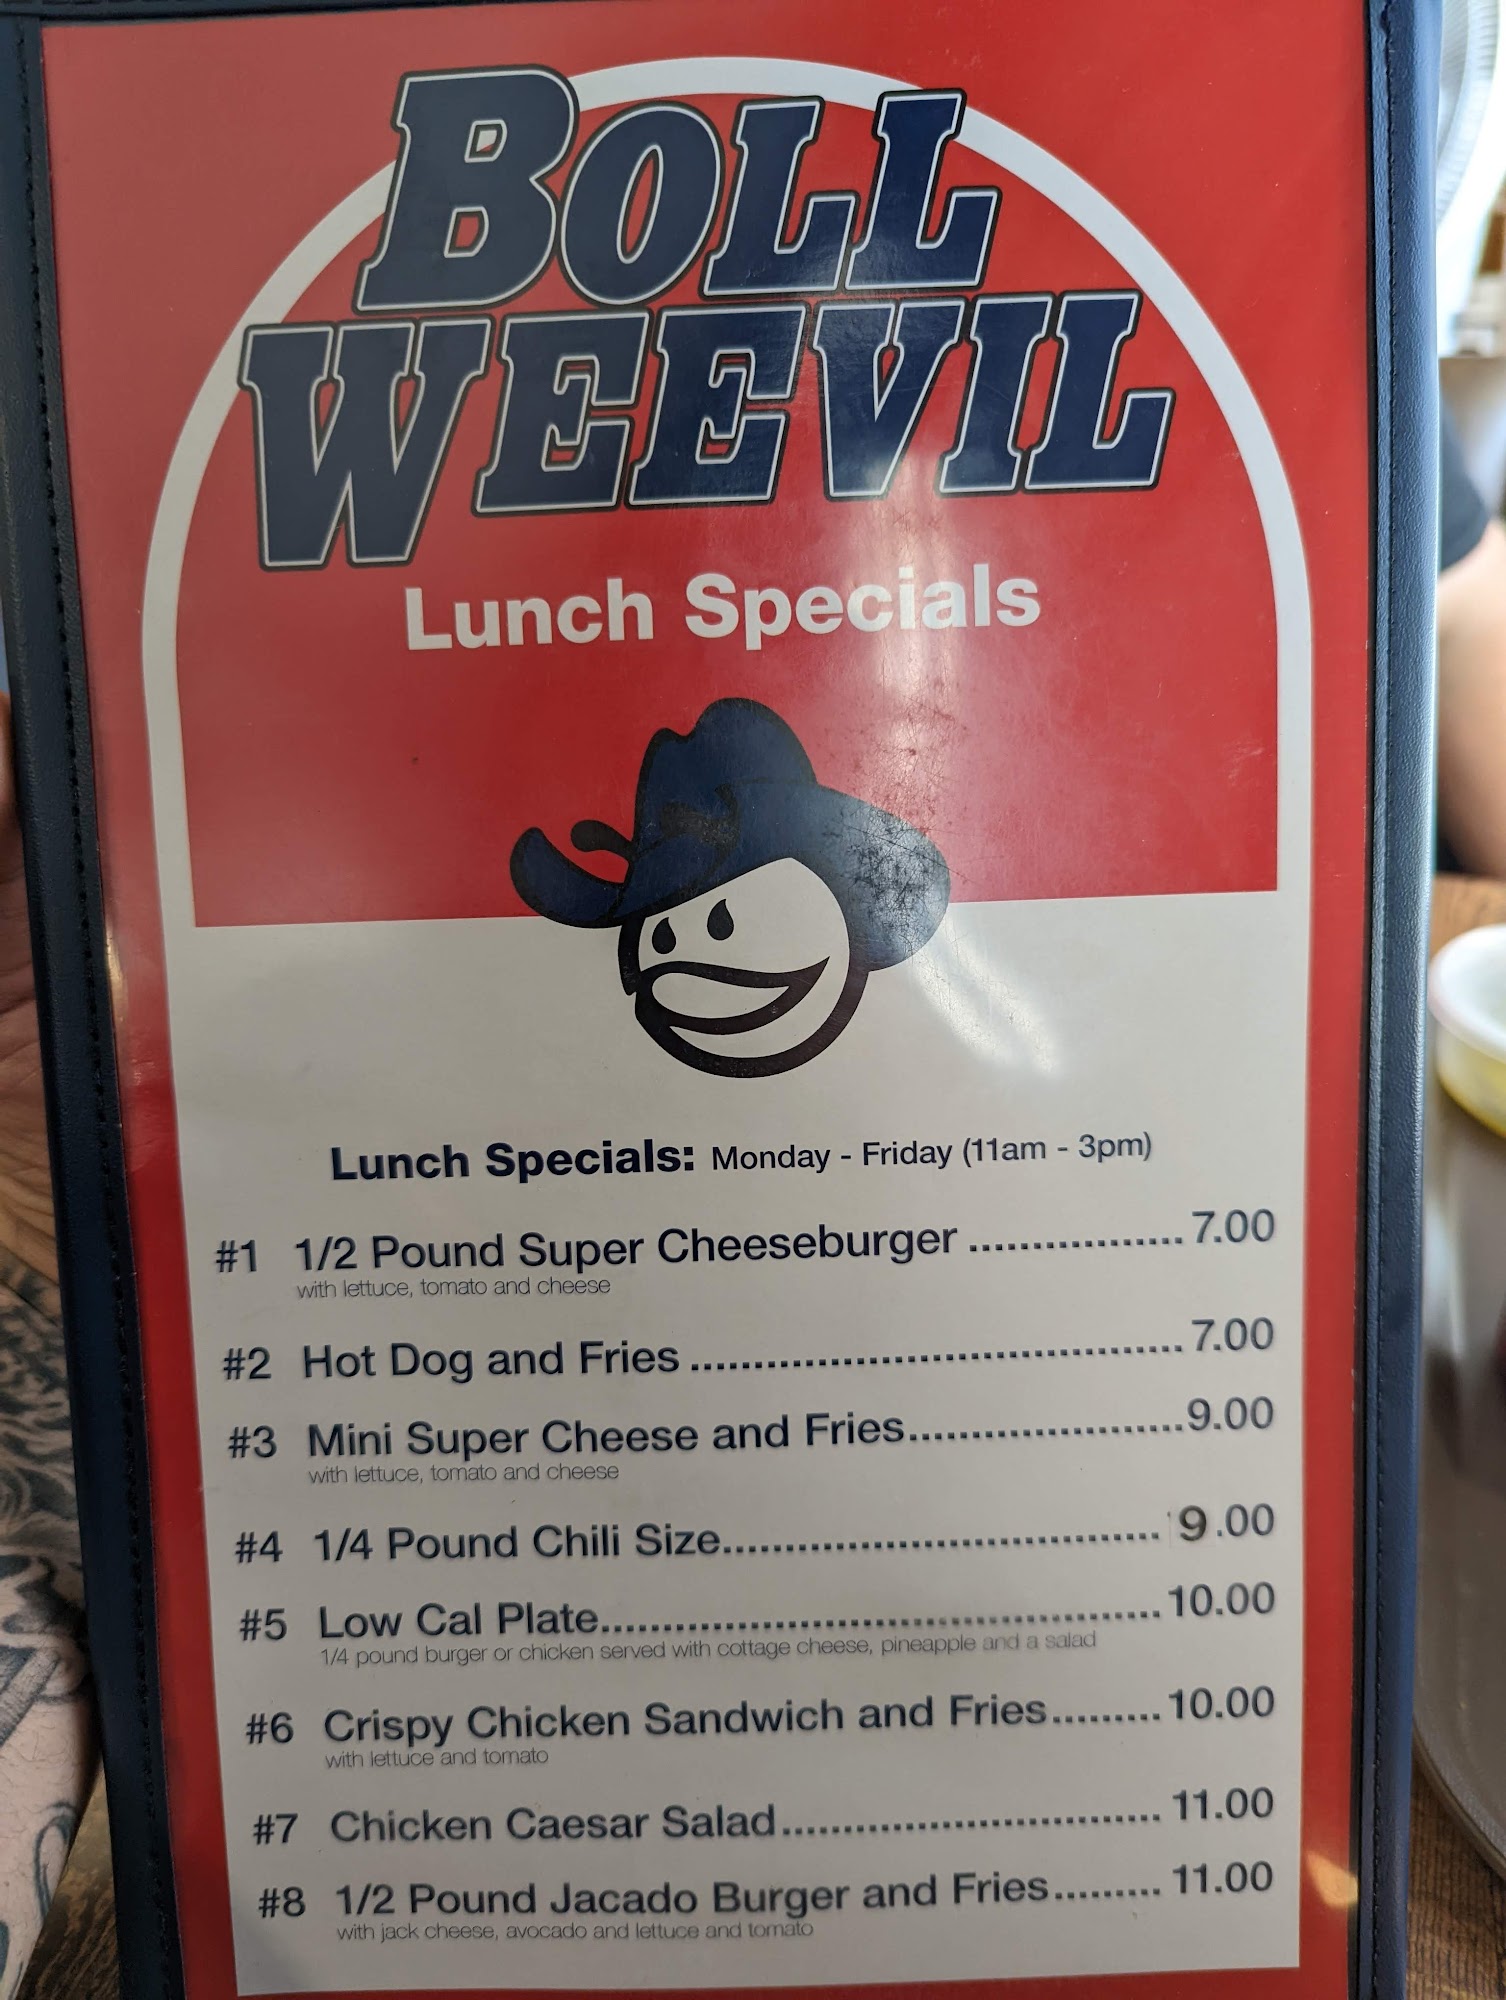 BOLL
WEEVIL
Lunch Specials
Lunch Specials: Monday - Friday (11am - 3pm)
#1 1/2 Pound Super Cheeseburger ................. 7.00
with lettuce, tomato and cheese
#2 Hot Dog and Fries ....................................... 7.00
#3 Mini Super Cheese and Fries......................9.00
with lettuce, tomato and cheese
#4 1/4 Pound Chili Size................................... 9.00
#5 Low Cal Plate.............................................10.00
1/4 pound burger or chicken served with cottage cheese, pineapple and a salad
#6 Crispy Chicken Sandwich and Fries.........10.00
with lettuce and tomato
#7 Chicken Caesar Salad............................... 11.00
#8 1/2 Pound Jacado Burger and Fries......... 11.00
with jack cheese, avocado and lettuce and tomato